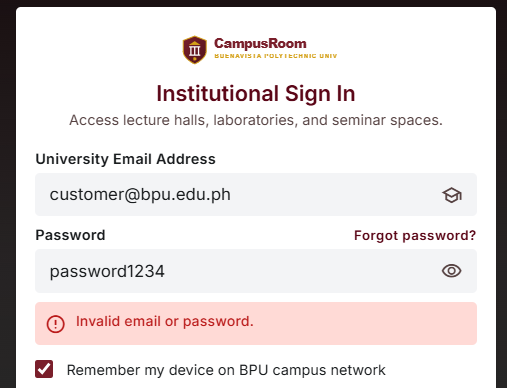 CampusRoom
BUENAVISTA POLYTECHNIC UNIV
Institutional Sign In
Access lecture halls, laboratories, and seminar spaces.
University Email Address
customer@bpu.edu.ph
Password Forgot password?
password1234
Invalid email or password.
Remember my device on BPU campus network